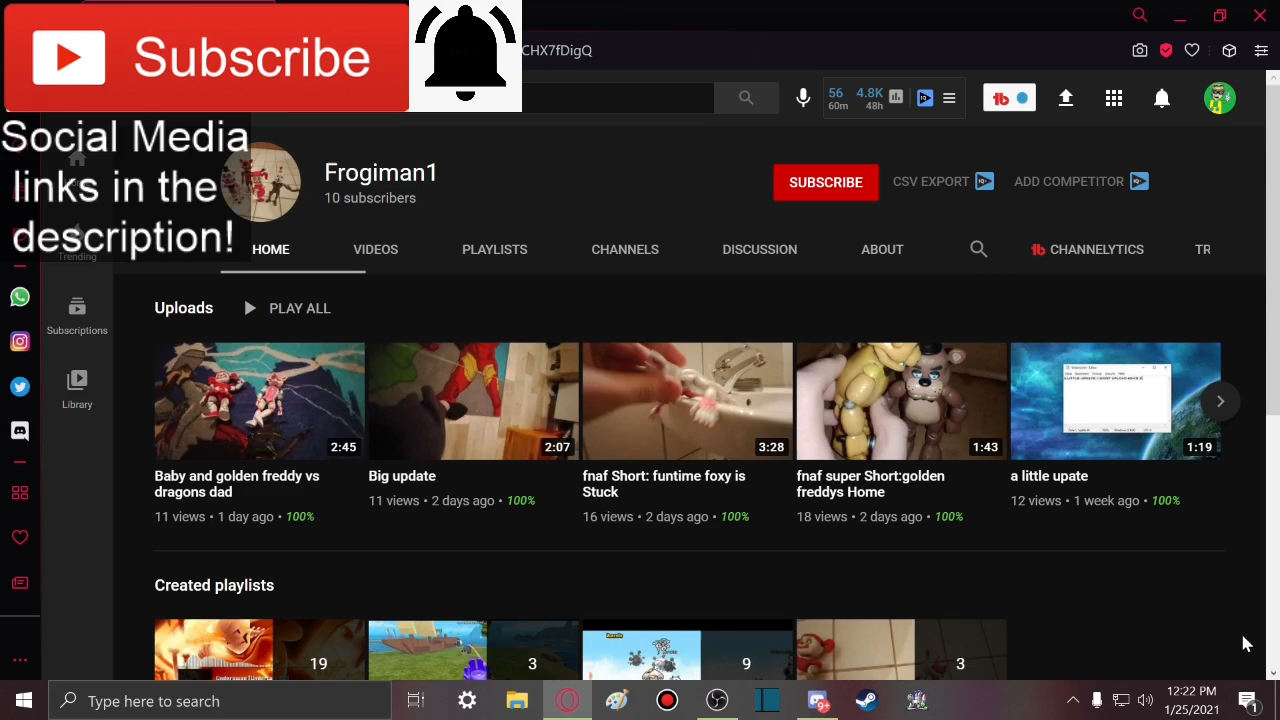 Subscribe
CHX7fDigQ
56
60m
4.8K
48h
Social Media
links in the
description!
Frogiman1
10 subscribers
SUBSCRIBE
CSV EXPORT
ADD COMPETITOR
HOME
VIDEOS
PLAYLISTS
CHANNELS
DISCUSSION
ABOUT
CHANNELYTICS
TR
Trending
Subscriptions
Library
Uploads
PLAY ALL
2:45
2:07
3:28
1:43
1:19
Baby and golden freddy vs
dragons dad
11 views • 1 day ago • 100%
Big update
11 views • 2 days ago • 100%
fnaf Short: funtime foxy is
Stuck
16 views • 2 days ago • 100%
fnaf super Short:golden
freddys Home
18 views • 2 days ago • 100%
a little upate
12 views • 1 week ago • 100%
Created playlists
19
3
9
3
Type here to search
9+
12:22 PM
1/25/2021
1